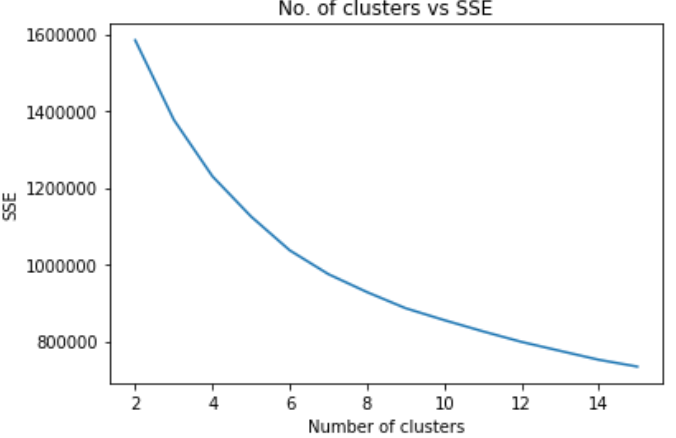 No. of clusters vs SSE
1600000
1400000
1200000
1000000
800000
SSE
2 4 6 8 10 12 14
Number of clusters